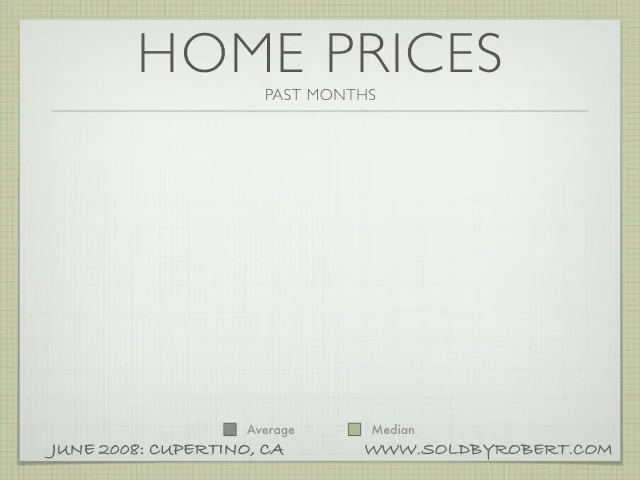 HOME PRICES
PAST MONTHS
Average Median
JUNE 2008: CUPERTINO, CA WWW.SOLDBYROBERT.COM